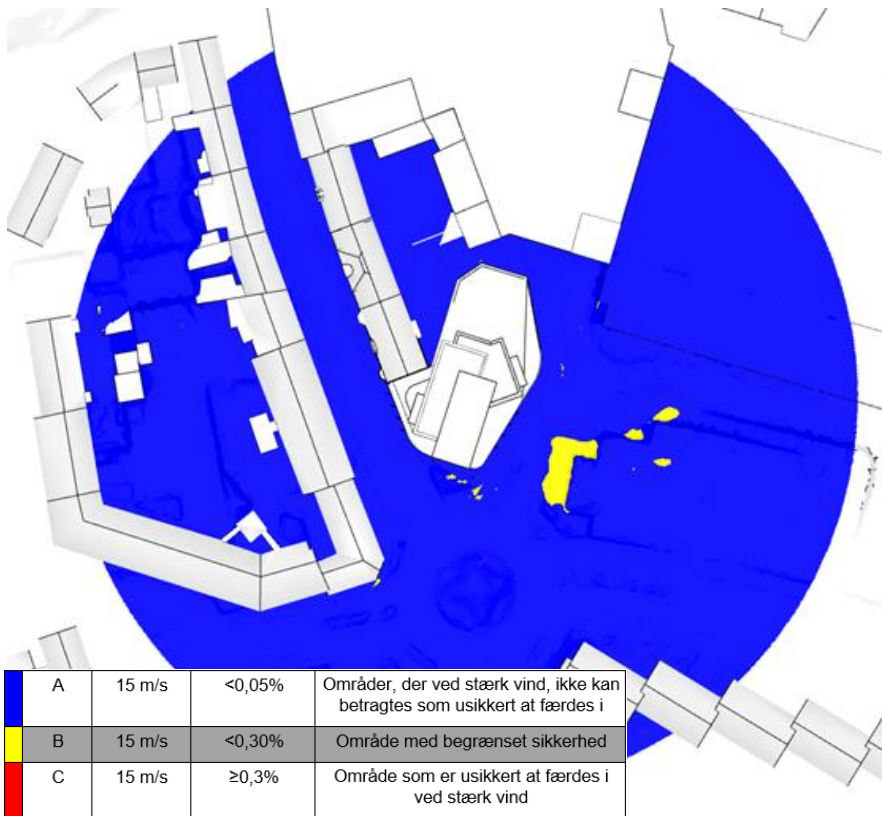 A 15 m/s <0,05% Områder, der ved stærk vind, ikke kan
betragtes som usikkert at færdes i
B 15 m/s <0,30% Område med begrænset sikkerhed
C 15 m/s ≥0,3% Område som er usikkert at færdes i
ved stærk vind